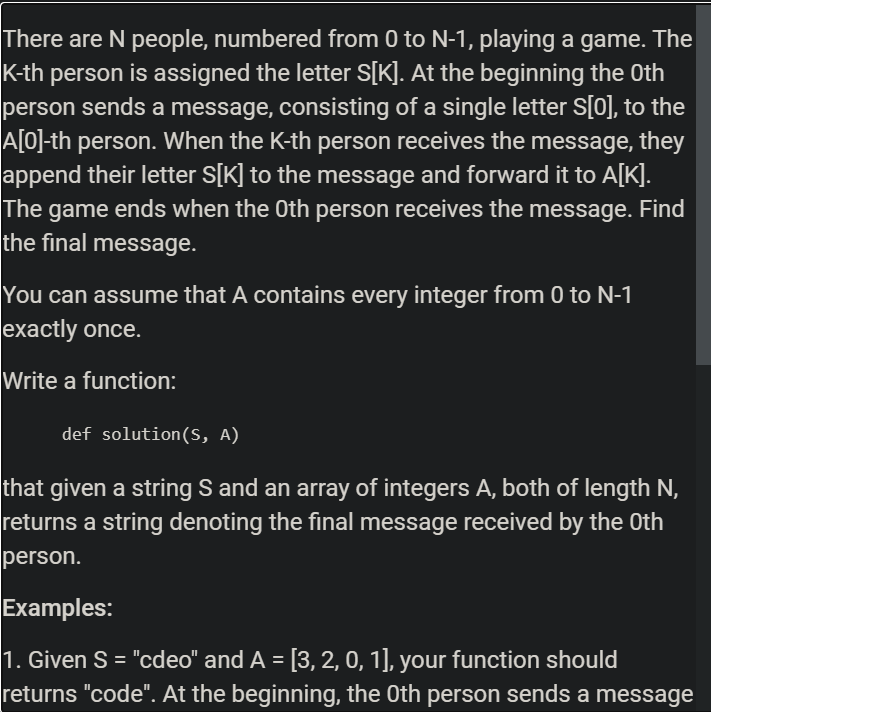 There are N people, numbered from 0 to N-1, playing a game. The
K-th person is assigned the letter S[K]. At the beginning the 0th
person sends a message, consisting of a single letter S[0], to the
A[0]-th person. When the K-th person receives the message, they
append their letter S[K] to the message and forward it to A[K].
The game ends when the 0th person receives the message. Find
the final message.
You can assume that A contains every integer from 0 to N-1
exactly once.
Write a function:
def solution(S, A)
that given a string S and an array of integers A, both of length N,
returns a string denoting the final message received by the 0th
person.
Examples:
1. Given S = "cdeo" and A = [3, 2, 0, 1], your function should
returns "code". At the beginning, the 0th person sends a message